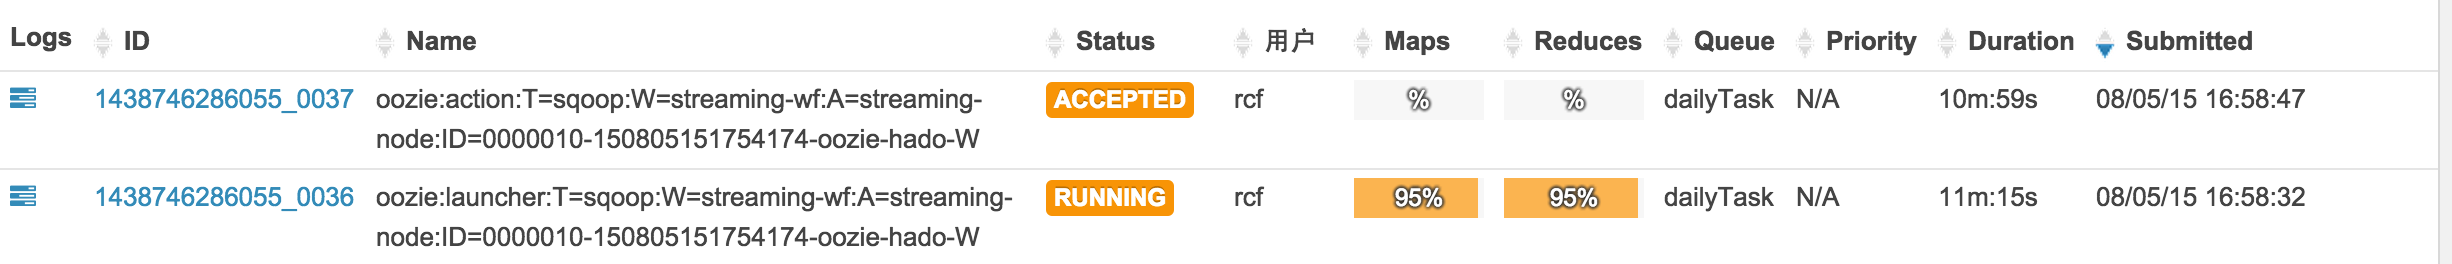 Logs ID Name Status 用户 Maps Reduces Queue Priority Duration Submitted
1438746286055_0037 oozie:action:T=sqoop:W=streaming-wf:A=streaming- ACCEPTED rcf % % dailyTask N/A 10m:59s 08/05/15 16:58:47
node:ID=0000010-150805151754174-oozie-hado-W
1438746286055_0036 oozie:launcher:T=sqoop:W=streaming-wf:A=streaming- RUNNING rcf 95% 95% dailyTask N/A 11m:15s 08/05/15 16:58:32
node:ID=0000010-150805151754174-oozie-hado-W